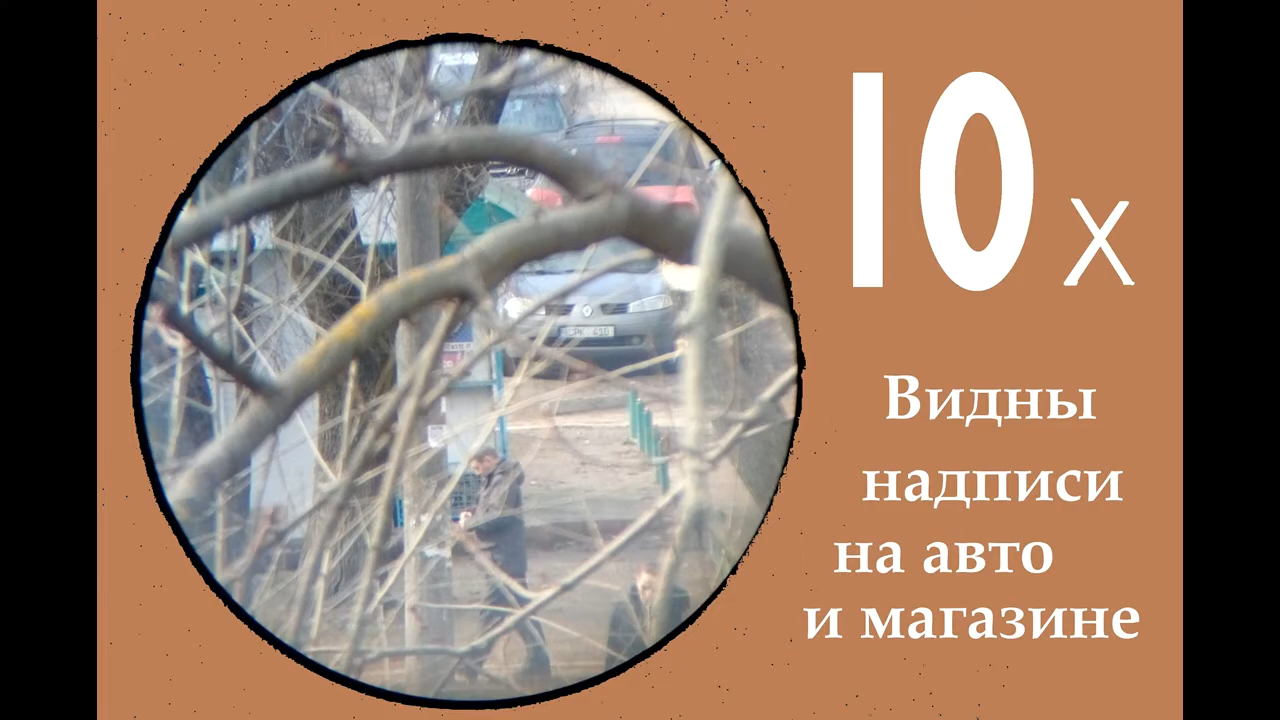 10 x
Видны
надписи
на авто
и магазине